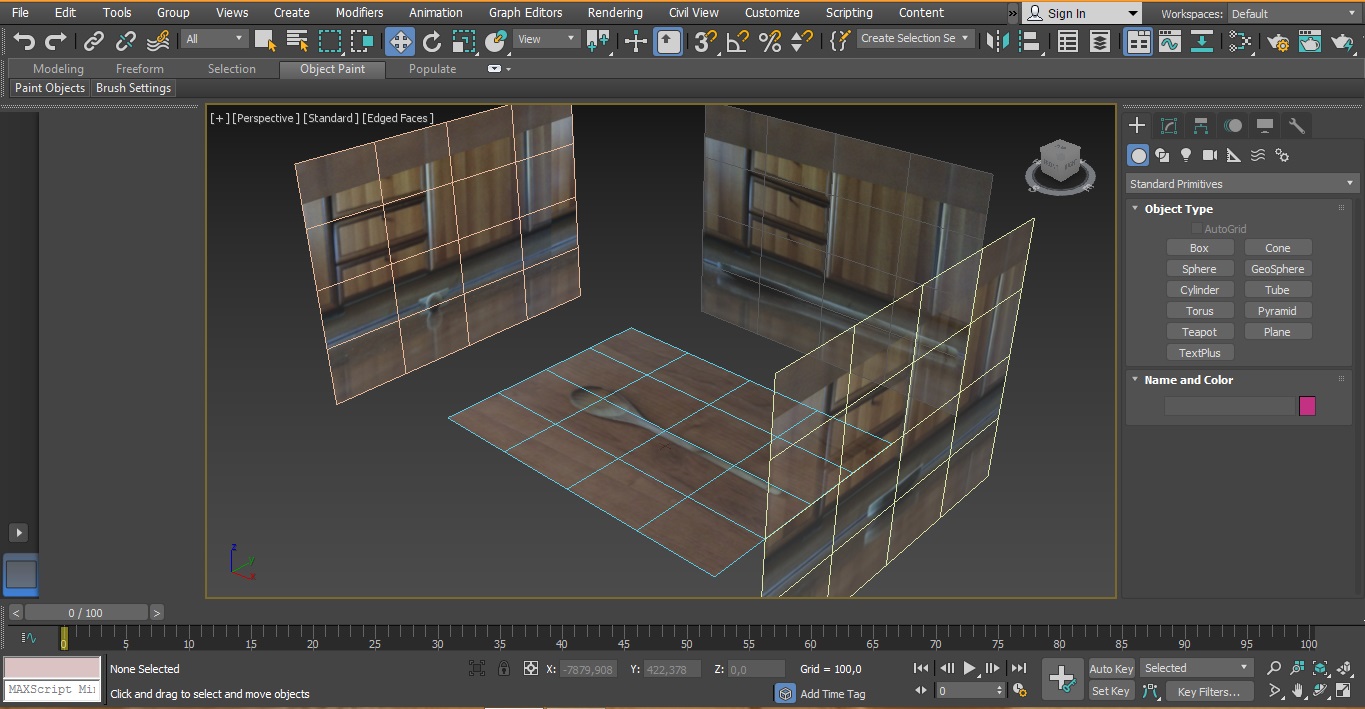 File Edit Tools Group Views Create Modifiers Animation Graph Editors Rendering Civil View Customize Scripting Content » Sign In Workspaces: Default
All View 3 Create Selection Se
Modeling Freeform Selection Object Paint Populate
Paint Objects Brush Settings
[+] [Perspective ] [Standard ] [Edged Faces ]
Standard Primitives
Object Type
AutoGrid
Box Cone
Sphere GeoSphere
Cylinder Tube
Torus Pyramid
Teapot Plane
TextPlus
Name and Color
z
y
x
< 0 / 100 >
0 5 10 15 20 25 30 35 40 45 50 55 60 65 70 75 80 85 90 95 100
None Selected X: -7879,908 Y: 422,378 Z: 0,0 Grid = 100,0 Auto Key Selected
MAXScript Mi
Click and drag to select and move objects Add Time Tag 0 Set Key Key Filters...